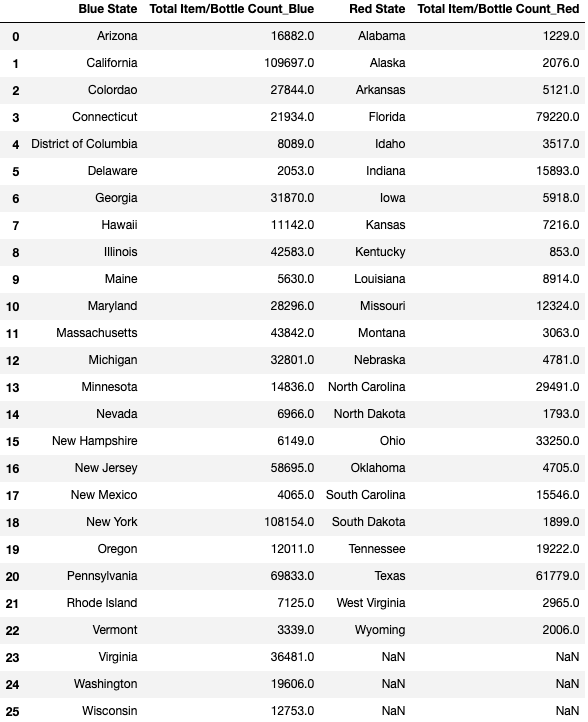 Blue State Total Item/Bottle Count_Blue Red State Total Item/Bottle Count_Red
0 Arizona 16882.0 Alabama 1229.0
1 California 109697.0 Alaska 2076.0
2 Colordao 27844.0 Arkansas 5121.0
3 Connecticut 21934.0 Florida 79220.0
4 District of Columbia 8089.0 Idaho 3517.0
5 Delaware 2053.0 Indiana 15893.0
6 Georgia 31870.0 Iowa 5918.0
7 Hawaii 11142.0 Kansas 7216.0
8 Illinois 42583.0 Kentucky 853.0
9 Maine 5630.0 Louisiana 8914.0
10 Maryland 28296.0 Missouri 12324.0
11 Massachusetts 43842.0 Montana 3063.0
12 Michigan 32801.0 Nebraska 4781.0
13 Minnesota 14836.0 North Carolina 29491.0
14 Nevada 6966.0 North Dakota 1793.0
15 New Hampshire 6149.0 Ohio 33250.0
16 New Jersey 58695.0 Oklahoma 4705.0
17 New Mexico 4065.0 South Carolina 15546.0
18 New York 108154.0 South Dakota 1899.0
19 Oregon 12011.0 Tennessee 19222.0
20 Pennsylvania 69833.0 Texas 61779.0
21 Rhode Island 7125.0 West Virginia 2965.0
22 Vermont 3339.0 Wyoming 2006.0
23 Virginia 36481.0 NaN NaN
24 Washington 19606.0 NaN NaN
25 Wisconsin 12753.0 NaN NaN